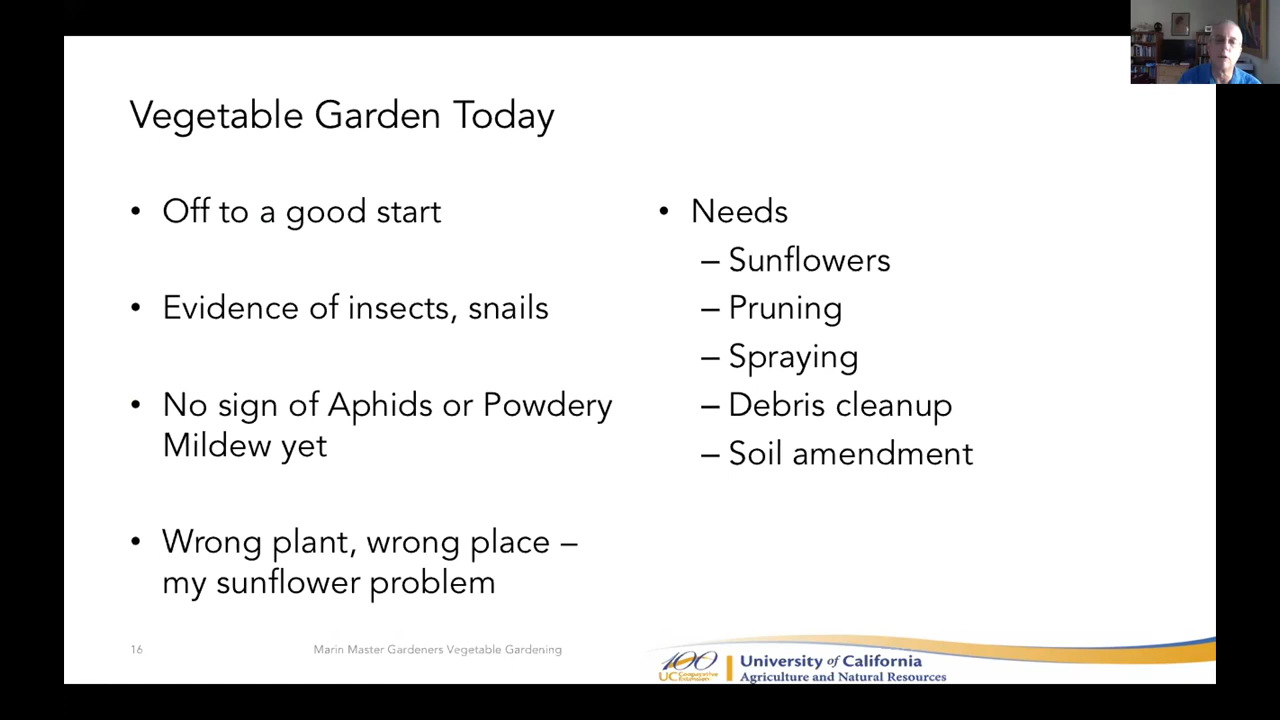 Vegetable Garden Today
• Off to a good start
• Evidence of insects, snails
• No sign of Aphids or Powdery
Mildew yet
• Wrong plant, wrong place –
my sunflower problem
• Needs
– Sunflowers
– Pruning
– Spraying
– Debris cleanup
– Soil amendment
16
Marin Master Gardeners Vegetable Gardening
100
UC Cooperative
Extension
University of California
Agriculture and Natural Resources